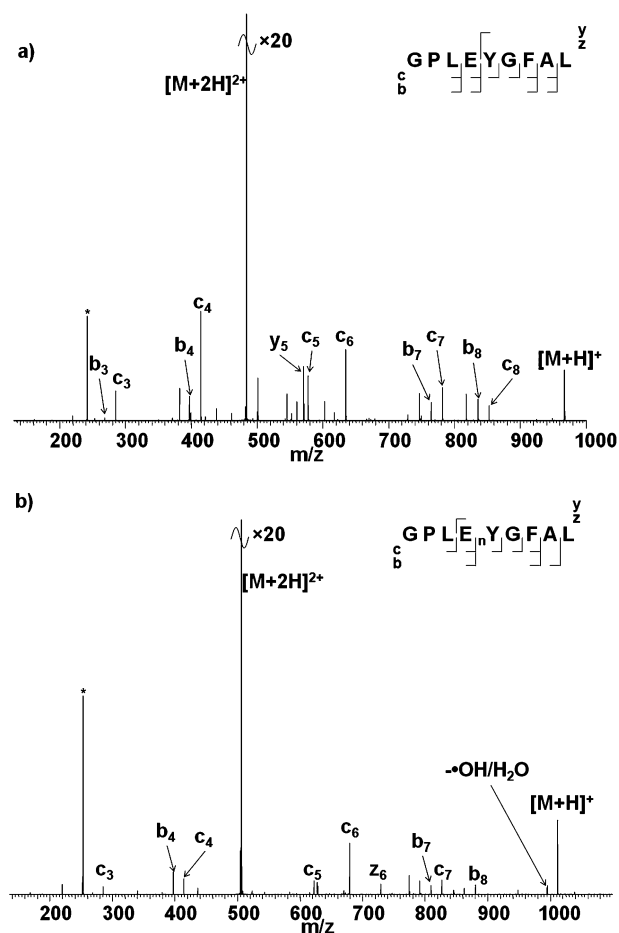 a)
×20
[M+2H]²⁺
y
z
G P L E Y G F A L
c
b
*
b₃
c₃
b₄
c₄
y₅
c₅
c₆
b₇
c₇
b₈
c₈
[M+H]⁺
200 300 400 500 600 700 800 900 1000
m/z
b)
×20
[M+2H]²⁺
y
z
G P L E nY G F A L
c
b
*
-•OH/H₂O
[M+H]⁺
c₃
b₄
c₄
c₅
c₆
z₆
b₇
c₇
b₈
200 300 400 500 600 700 800 900 1000
m/z